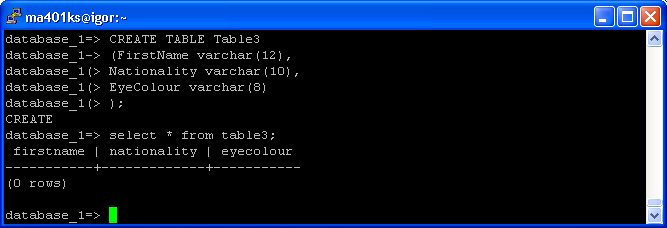 ma401ks@igor:~
database_1=> CREATE TABLE Table3
database_1-> (FirstName varchar(12),
database_1(> Nationality varchar(10),
database_1(> EyeColour varchar(8)
database_1(> );
CREATE
database_1=> select * from table3;
 firstname | nationality | eyecolour
-----------+-------------+-----------
(0 rows)
database_1=>